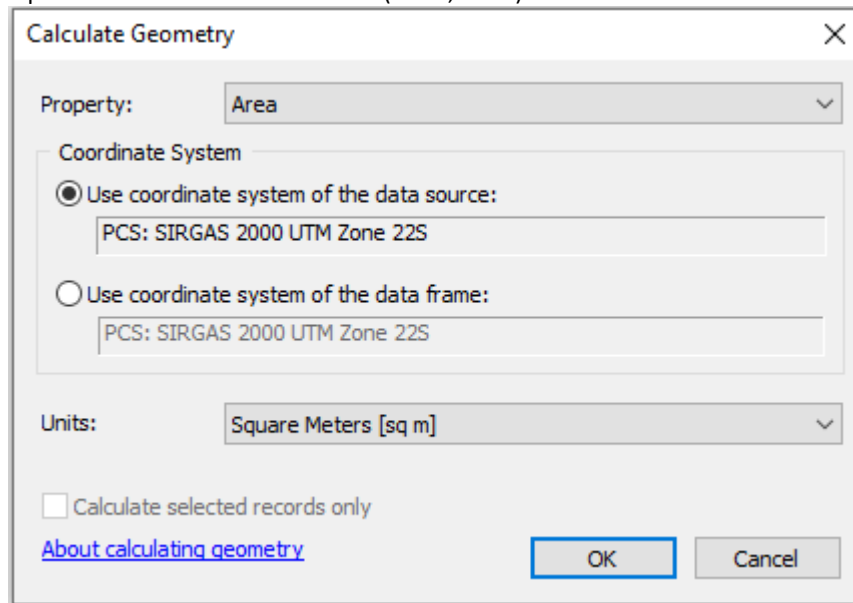 Calculate Geometry
Property:
Area
Coordinate System
Use coordinate system of the data source:
PCS: SIRGAS 2000 UTM Zone 22S
Use coordinate system of the data frame:
PCS: SIRGAS 2000 UTM Zone 22S
Units:
Square Meters [sq m]
Calculate selected records only
About calculating geometry
OK
Cancel